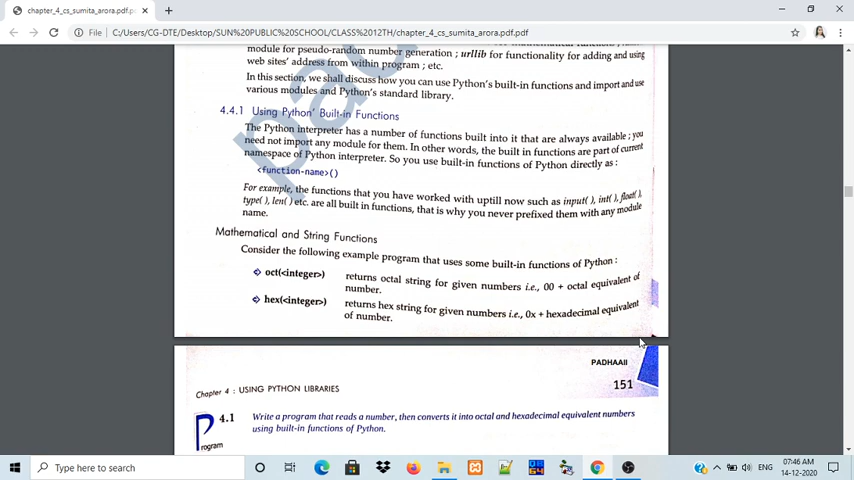 chapter_4_cs_sumita_arora.pdf.pdf
File | C:/Users/CG-DTE/Desktop/SUN%20PUBLIC%20SCHOOL/CLASS%2012TH/chapter_4_cs_sumita_arora.pdf.pdf
module for pseudo-random number generation ; urllib for functionality for adding and using
web sites' address from within program ; etc.
In this section, we shall discuss how you can use Python's built-in functions and import and use
various modules and Python's standard library.
4.4.1 Using Python' Built-in Functions
The Python interpreter has a number of functions built into it that are always available ; you
need not import any module for them. In other words, the built in functions are part of current
namespace of Python interpreter. So you use built-in functions of Python directly as :
<function-name>()
For example, the functions that you have worked with uptill now such as input( ), int( ), float( ),
type( ), len( ) etc. are all built in functions, that is why you never prefixed them with any module
name.
Mathematical and String Functions
Consider the following example program that uses some built-in functions of Python :
oct(<integer>) returns octal string for given numbers i.e., 00 + octal equivalent of
number.
hex(<integer>) returns hex string for given numbers i.e., 0x + hexadecimal equivalent
of number.
PADHAAII
151
Chapter 4 : USING PYTHON LIBRARIES
Program 4.1 Write a program that reads a number, then converts it into octal and hexadecimal equivalent numbers
using built-in functions of Python.
Type here to search
ENG
07:46 AM
14-12-2020